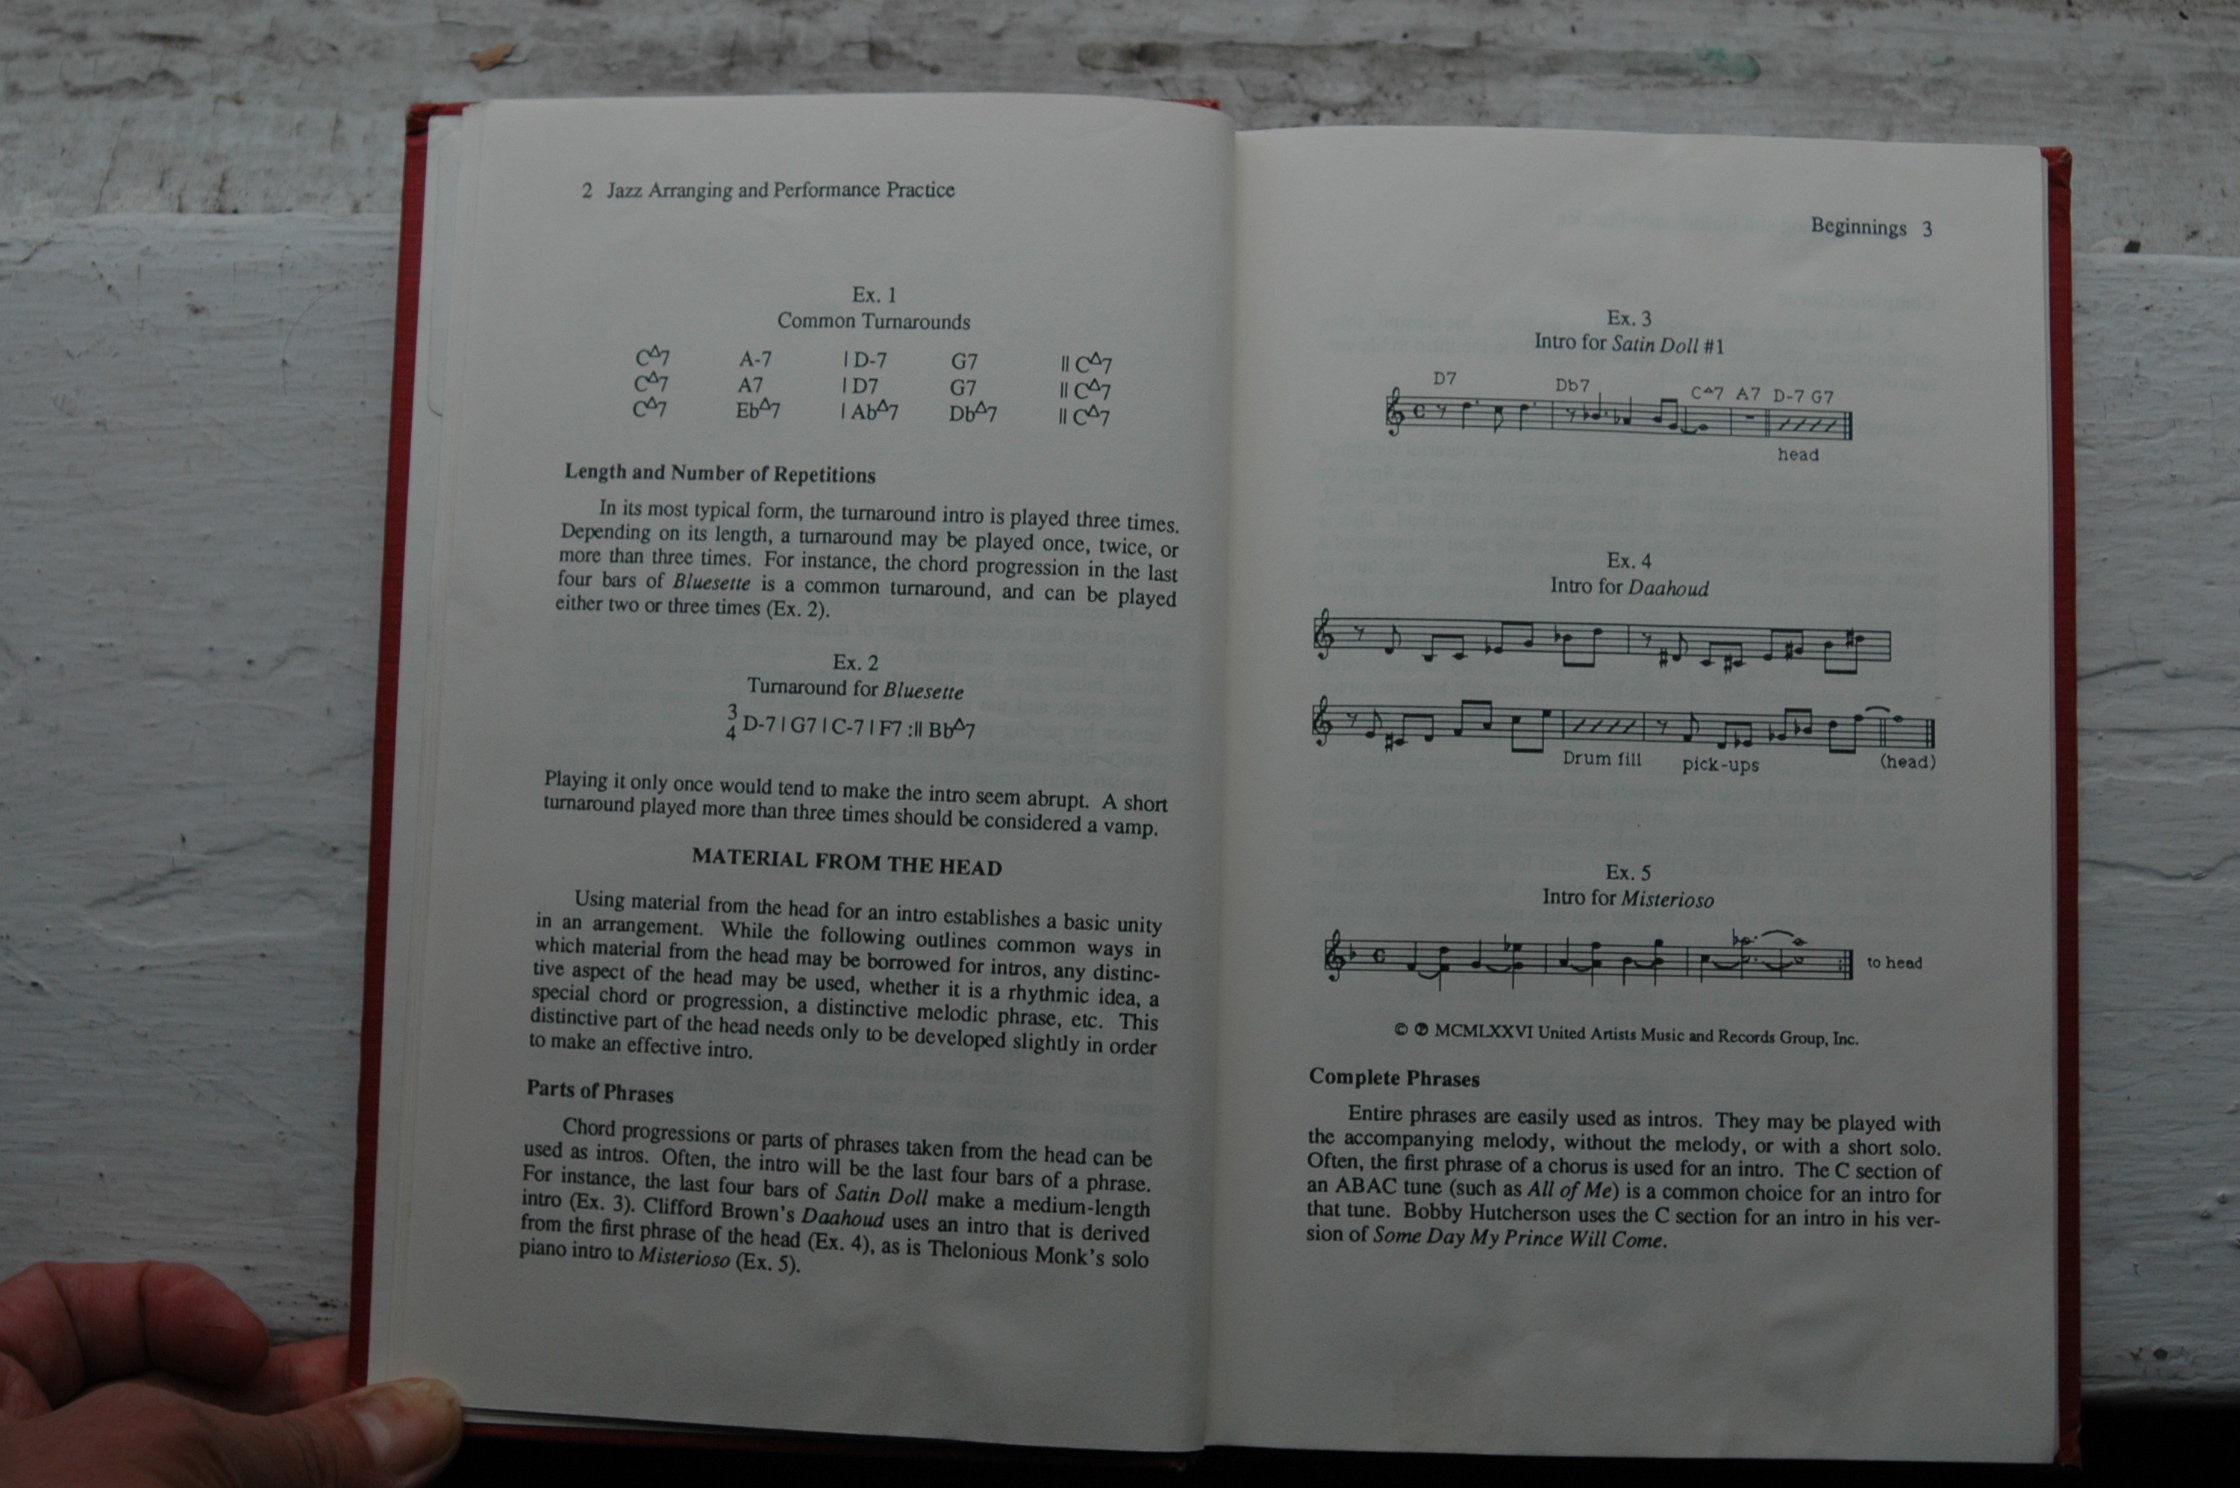 2 Jazz Arranging and Performance Practice
Ex. 1
Common Turnarounds
C△7 A-7 | D-7 G7 || C△7
C△7 A7 | D7 G7 || C△7
C△7 Eb△7 | Ab△7 Db△7 || C△7
Length and Number of Repetitions
In its most typical form, the turnaround intro is played three times.
Depending on its length, a turnaround may be played once, twice, or
more than three times. For instance, the chord progression in the last
four bars of Bluesette is a common turnaround, and can be played
either two or three times (Ex. 2).
Ex. 2
Turnaround for Bluesette
3/4 D-7 | G7 | C-7 | F7 :|| Bb△7
Playing it only once would tend to make the intro seem abrupt. A short
turnaround played more than three times should be considered a vamp.
MATERIAL FROM THE HEAD
Using material from the head for an intro establishes a basic unity
in an arrangement. While the following outlines common ways in
which material from the head may be borrowed for intros, any distinc-
tive aspect of the head may be used, whether it is a rhythmic idea, a
special chord or progression, a distinctive melodic phrase, etc. This
distinctive part of the head needs only to be developed slightly in order
to make an effective intro.
Parts of Phrases
Chord progressions or parts of phrases taken from the head can be
used as intros. Often, the intro will be the last four bars of a phrase.
For instance, the last four bars of Satin Doll make a medium-length
intro (Ex. 3). Clifford Brown's Daahoud uses an intro that is derived
from the first phrase of the head (Ex. 4), as is Thelonious Monk's solo
piano intro to Misterioso (Ex. 5).
Beginnings 3
Ex. 3
Intro for Satin Doll #1
D7 Db7 C△7 A7 D-7 G7
head
Ex. 4
Intro for Daahoud
Drum fill pick-ups (head)
Ex. 5
Intro for Misterioso
to head
© ℗ MCMLXXVI United Artists Music and Records Group, Inc.
Complete Phrases
Entire phrases are easily used as intros. They may be played with
the accompanying melody, without the melody, or with a short solo.
Often, the first phrase of a chorus is used for an intro. The C section of
an ABAC tune (such as All of Me) is a common choice for an intro for
that tune. Bobby Hutcherson uses the C section for an intro in his ver-
sion of Some Day My Prince Will Come.